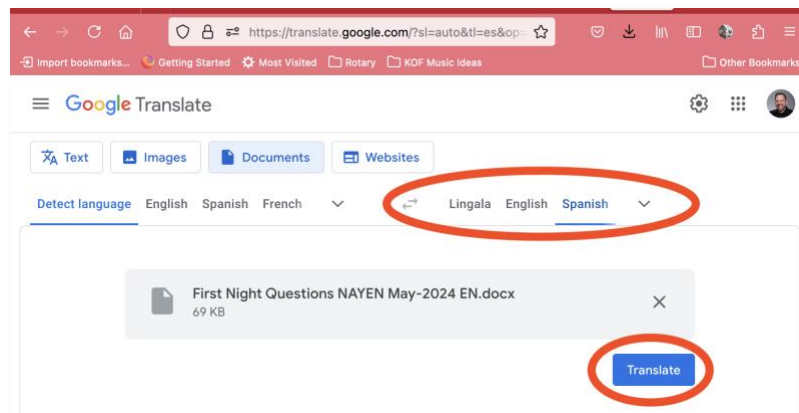 https://translate.google.com/?sl=auto&tl=es&op=
Import bookmarks... Getting Started Most Visited Rotary KOF Music Ideas Other Bookmarks
Google Translate
Text Images Documents Websites
Detect language English Spanish French Lingala English Spanish
First Night Questions NAYEN May-2024 EN.docx
69 KB
Translate